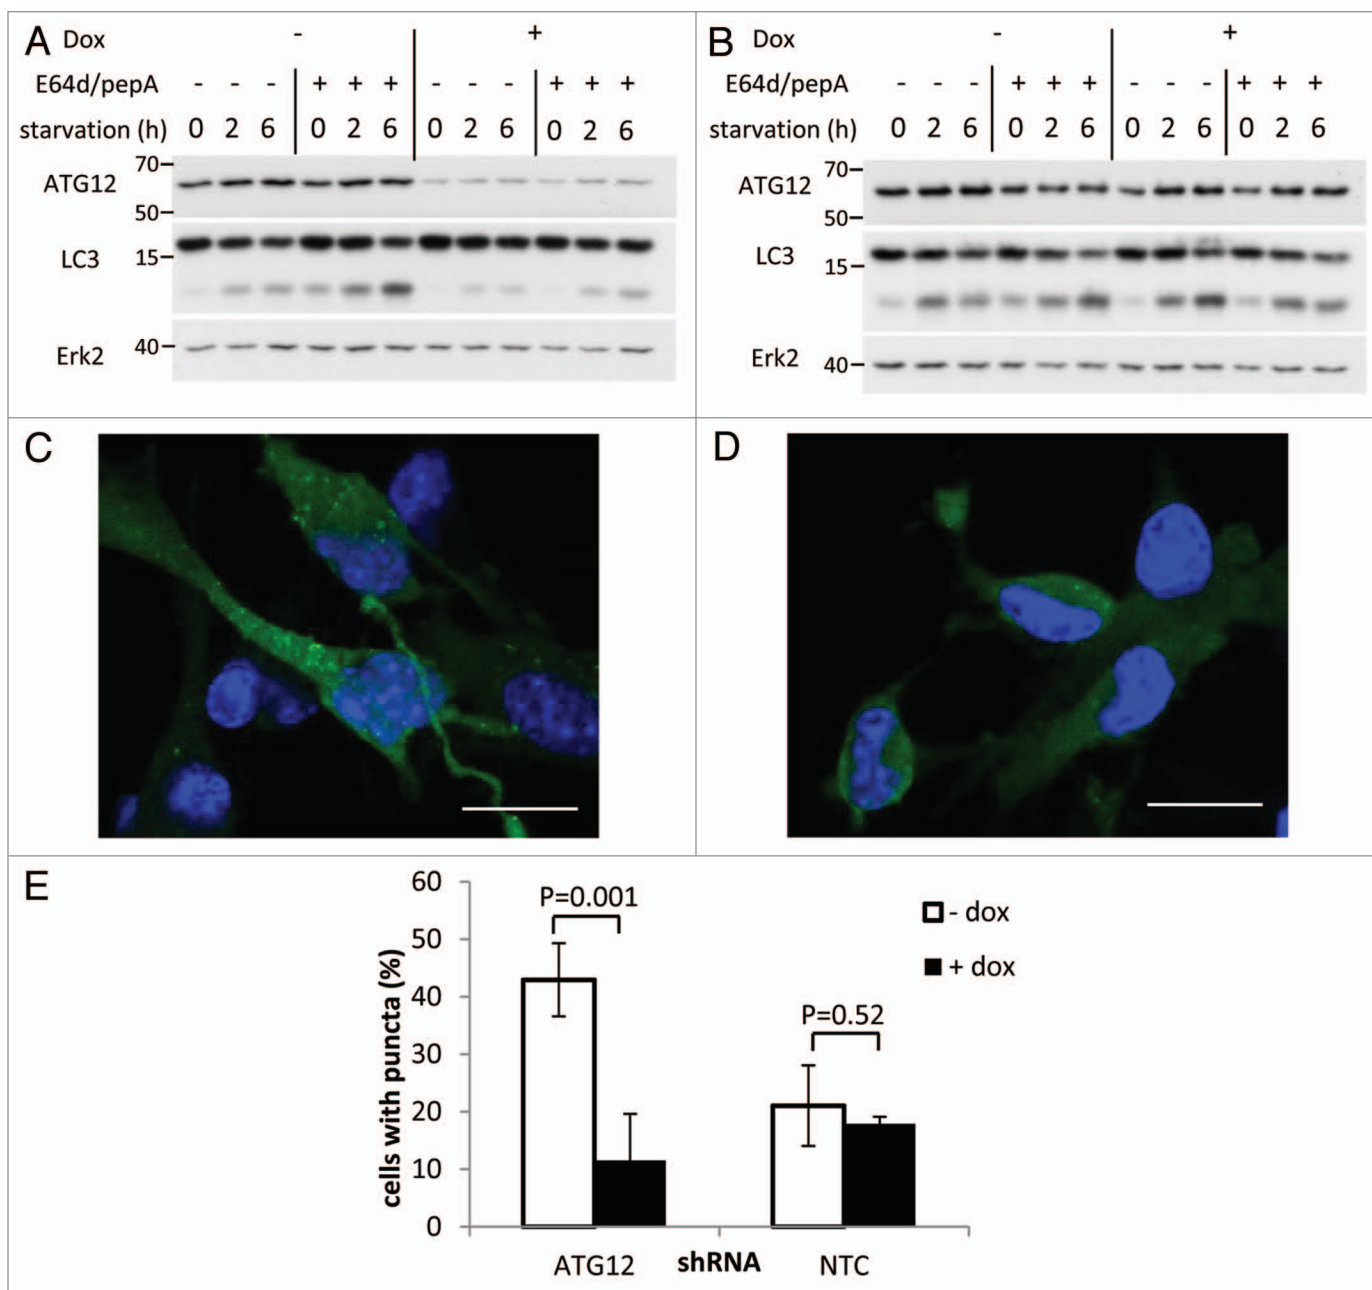 A
Dox - +
E64d/pepA - - - + + + - - - + + +
starvation (h) 0 2 6 0 2 6 0 2 6 0 2 6
70
ATG12
50
LC3 15
Erk2 40
B
Dox - +
E64d/pepA - - - + + + - - - + + +
starvation (h) 0 2 6 0 2 6 0 2 6 0 2 6
70
ATG12
50
LC3 15
Erk2 40
C
D
E
cells with puncta (%)
60
50
40
30
20
10
0
P=0.001
P=0.52
- dox
+ dox
ATG12 shRNA NTC